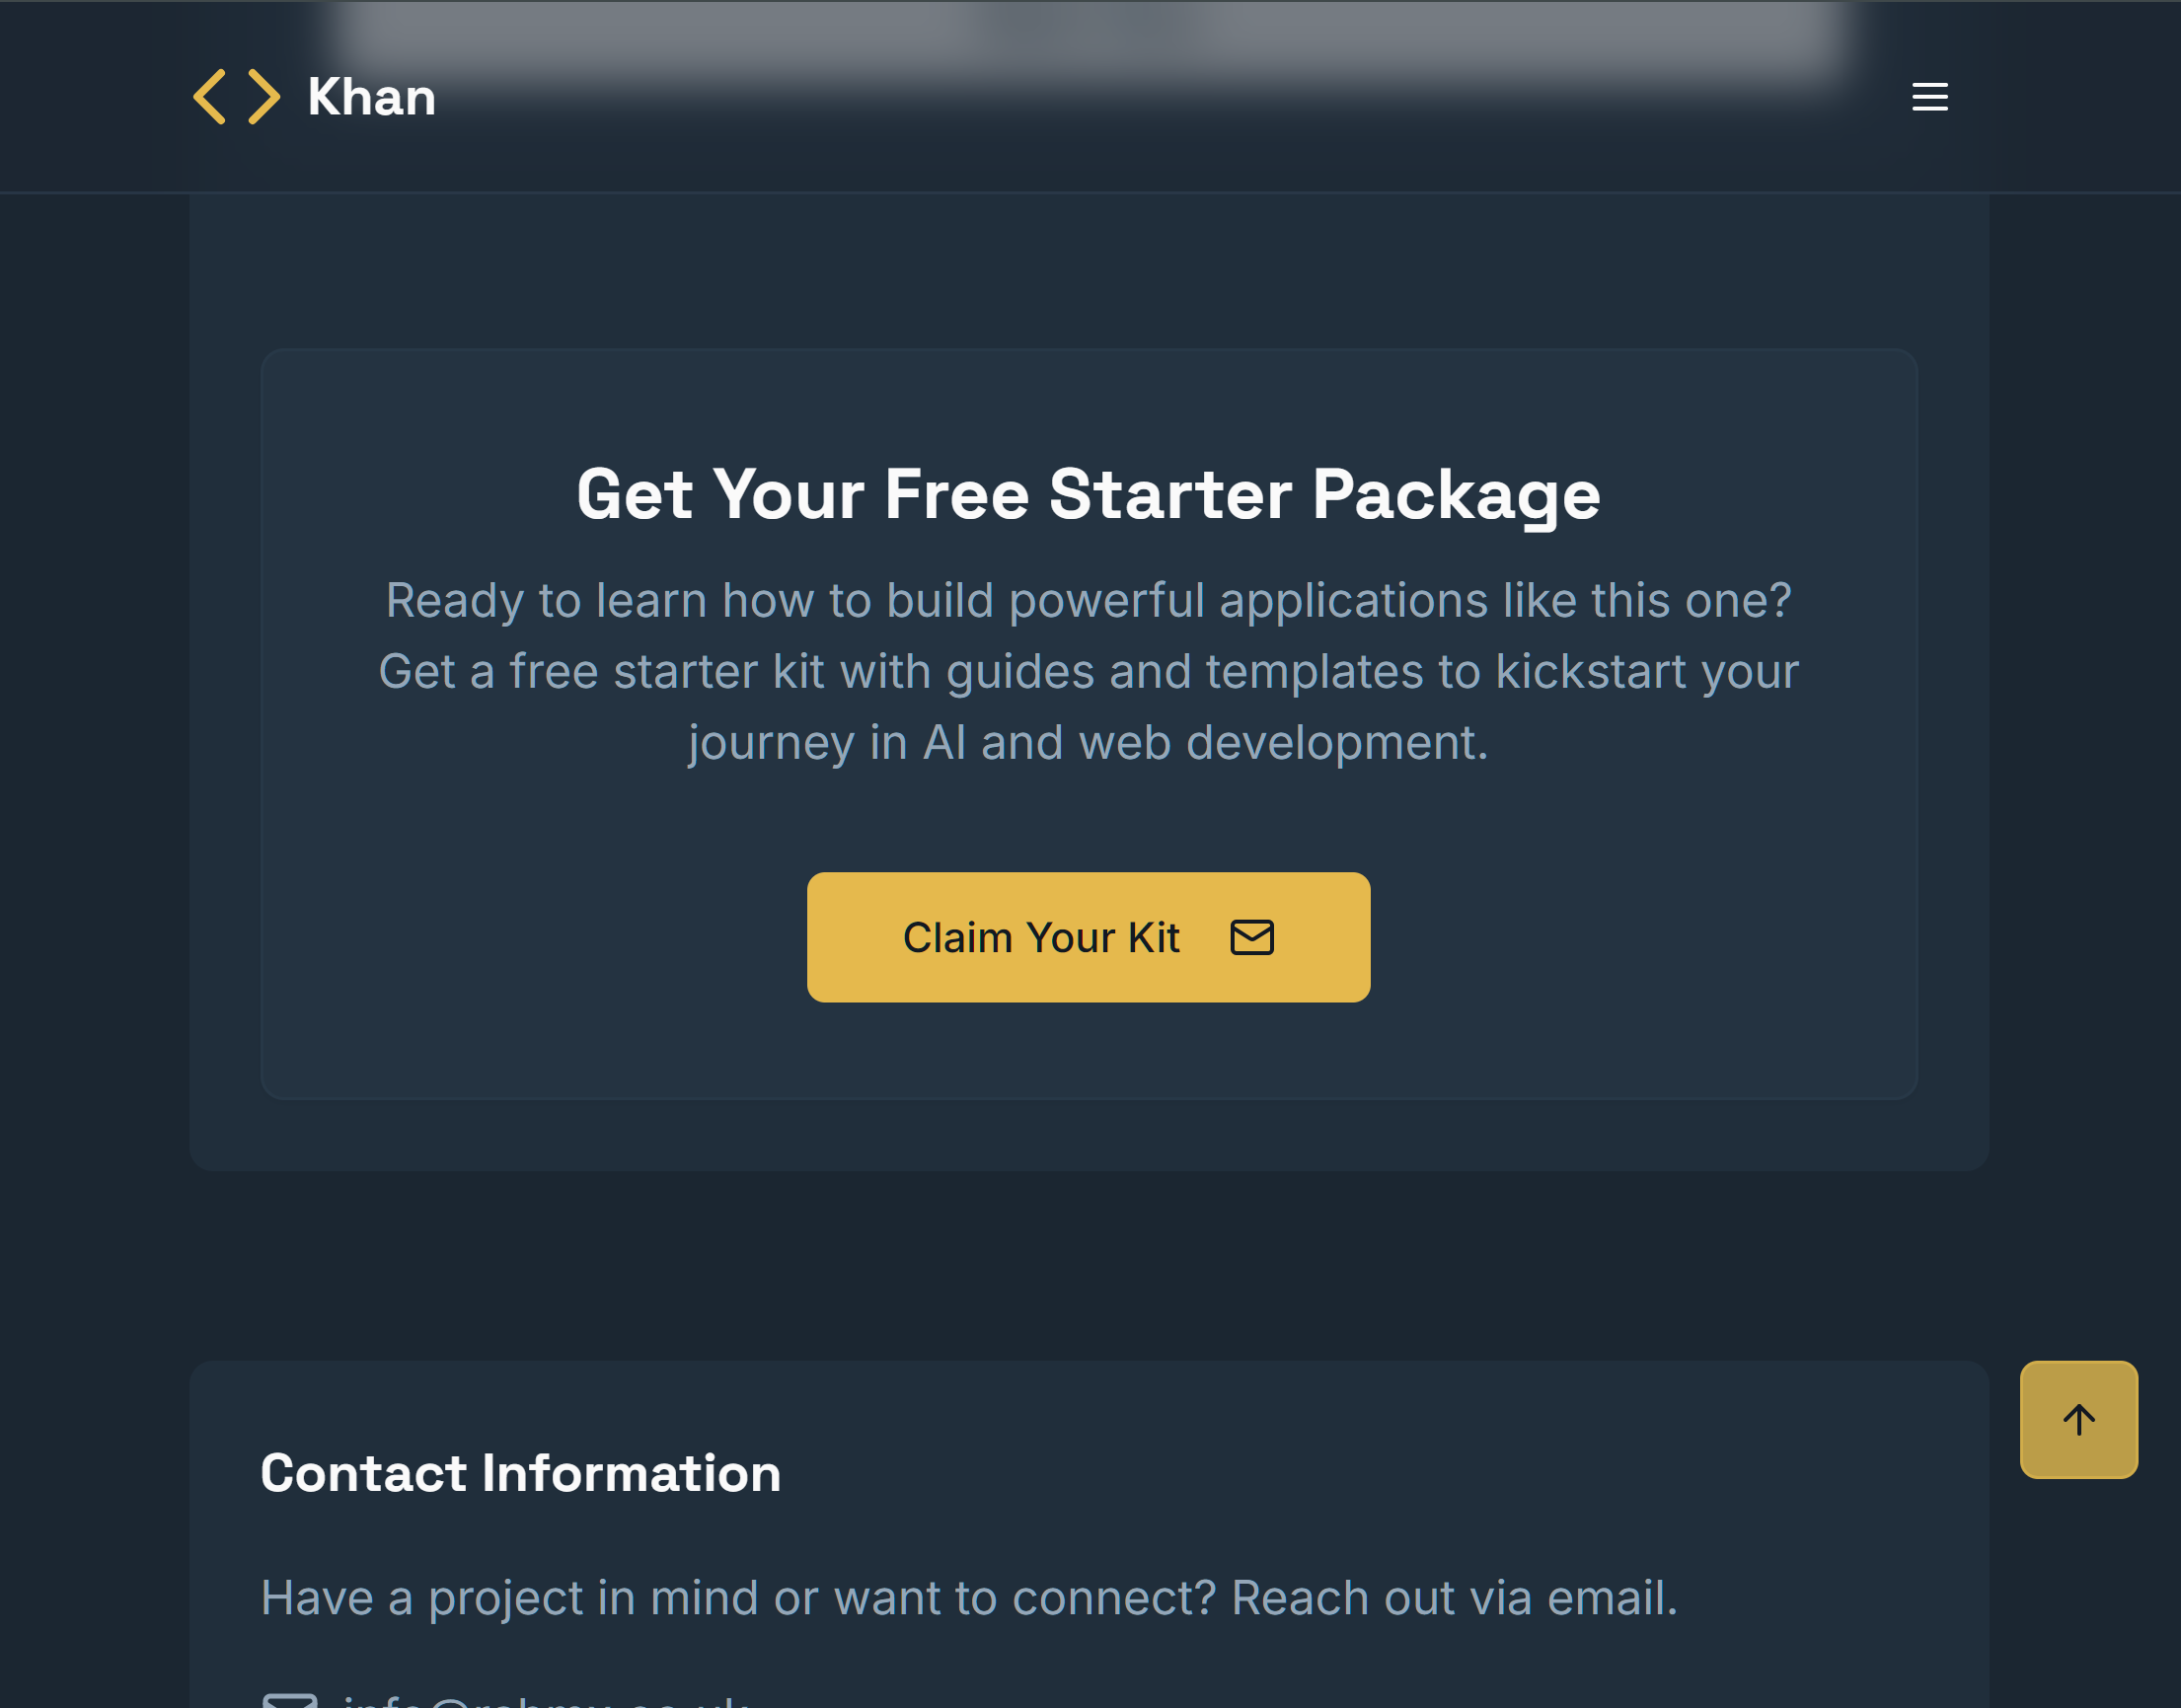 Khan
Get Your Free Starter Package
Ready to learn how to build powerful applications like this one?
Get a free starter kit with guides and templates to kickstart your
journey in AI and web development.
Claim Your Kit
Contact Information
Have a project in mind or want to connect? Reach out via email.